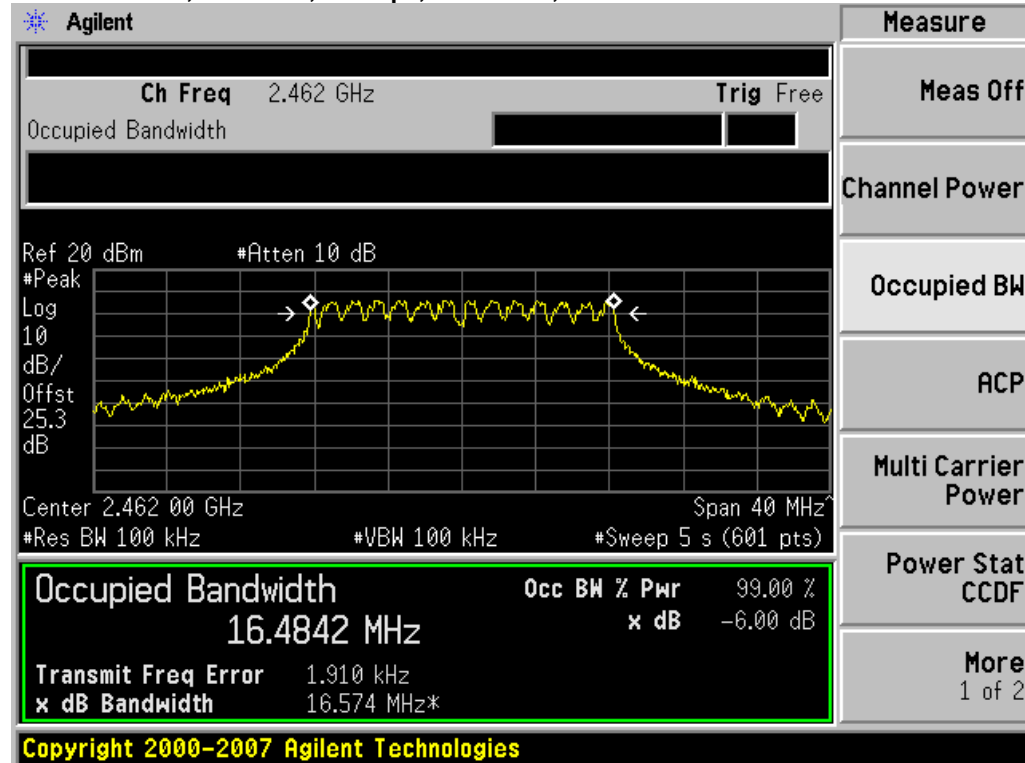 Agilent
Measure
Ch Freq 2.462 GHz Trig Free
Occupied Bandwidth
Meas Off
Channel Power
Occupied BW
ACP
Multi Carrier
Power
Power Stat
CCDF
More
1 of 2
Ref 20 dBm #Atten 10 dB
#Peak
Log
10
dB/
Offst
25.3
dB
Center 2.462 00 GHz Span 40 MHz^
#Res BW 100 kHz #VBW 100 kHz #Sweep 5 s (601 pts)
Occupied Bandwidth Occ BW % Pwr 99.00 %
16.4842 MHz x dB -6.00 dB
Transmit Freq Error 1.910 kHz
x dB Bandwidth 16.574 MHz*
Copyright 2000-2007 Agilent Technologies